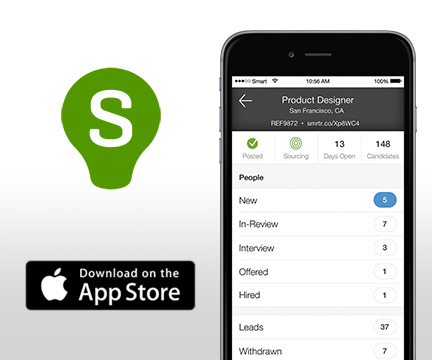 S
Download on the
App Store
Smart 10:56 AM 100%
Product Designer
San Francisco, CA
REF9872 • smrtr.co/Xp8WC4
Posted
Sourcing
13
Days Open
148
Candidates
People
New 5
In-Review 7
Interview 3
Offered 1
Hired 1
Leads 37
Withdrawn 7